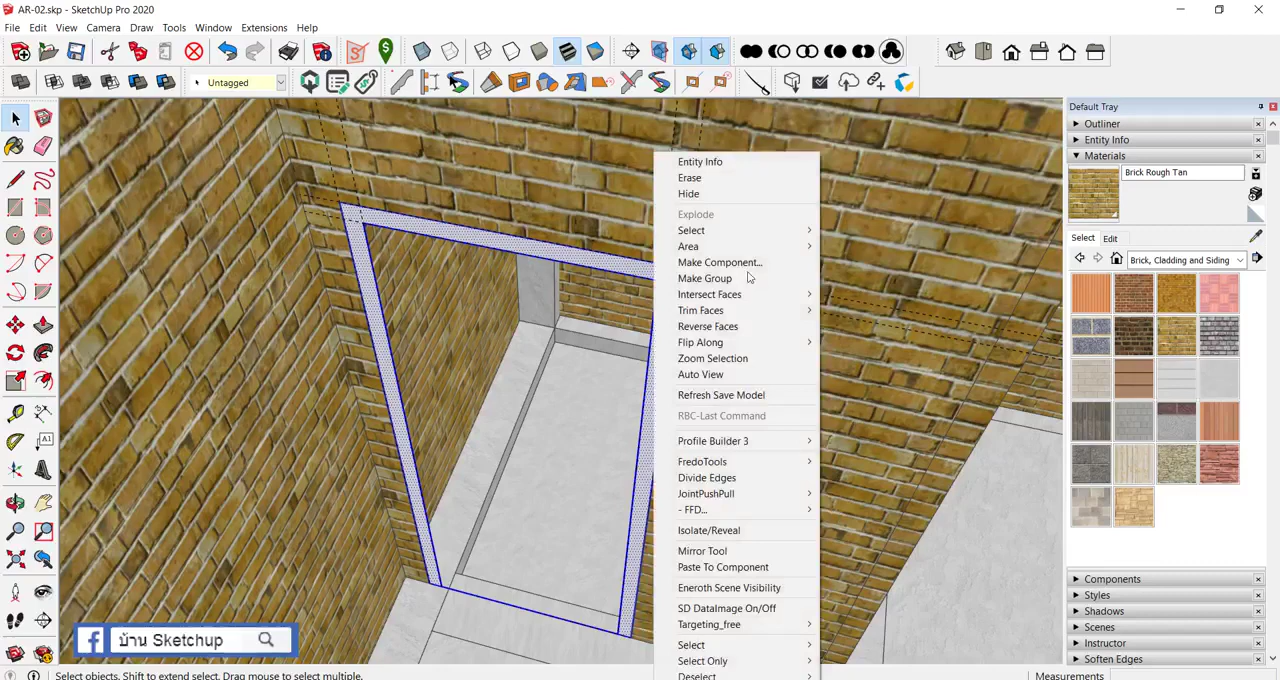 AR-02.skp - SketchUp Pro 2020
File Edit View Camera Draw Tools Window Extensions Help
Untagged
Default Tray
Outliner
Entity Info
Materials
Brick Rough Tan
Select Edit
Brick, Cladding and Siding
Components
Styles
Shadows
Scenes
Instructor
Soften Edges
Entity Info
Erase
Hide
Explode
Select
Area
Make Component...
Make Group
Intersect Faces
Trim Faces
Reverse Faces
Flip Along
Zoom Selection
Auto View
Refresh Save Model
RBC-Last Command
Profile Builder 3
FredoTools
Divide Edges
JointPushPull
- FFD...
Isolate/Reveal
Mirror Tool
Paste To Component
Eneroth Scene Visibility
SD DataImage On/Off
Targeting_free
Select
Select Only
Deselect
A1
บ้าน Sketchup
Select objects. Shift to extend select. Drag mouse to select multiple.
Measurements